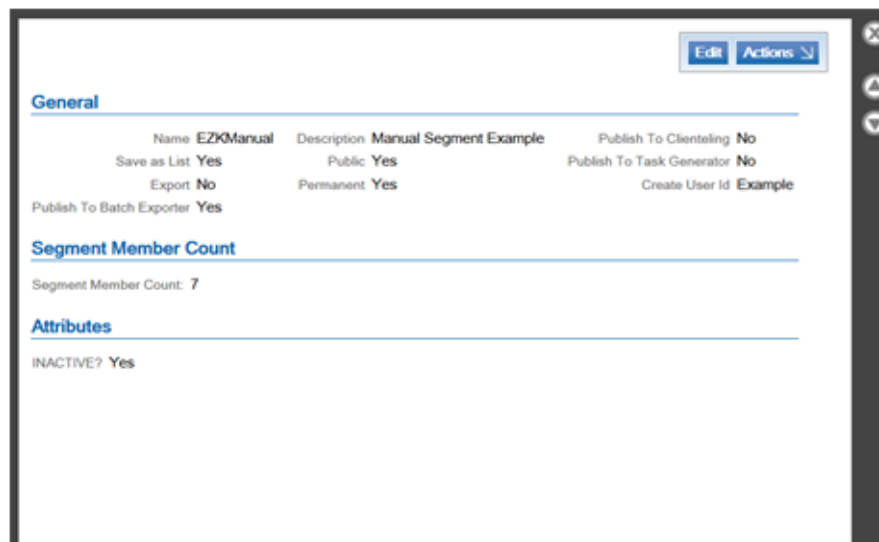 Edit Actions
General
Name EZKManual Description Manual Segment Example Publish To Clienteling No
Save as List Yes Public Yes Publish To Task Generator No
Export No Permanent Yes Create User Id Example
Publish To Batch Exporter Yes
Segment Member Count
Segment Member Count: 7
Attributes
INACTIVE? Yes